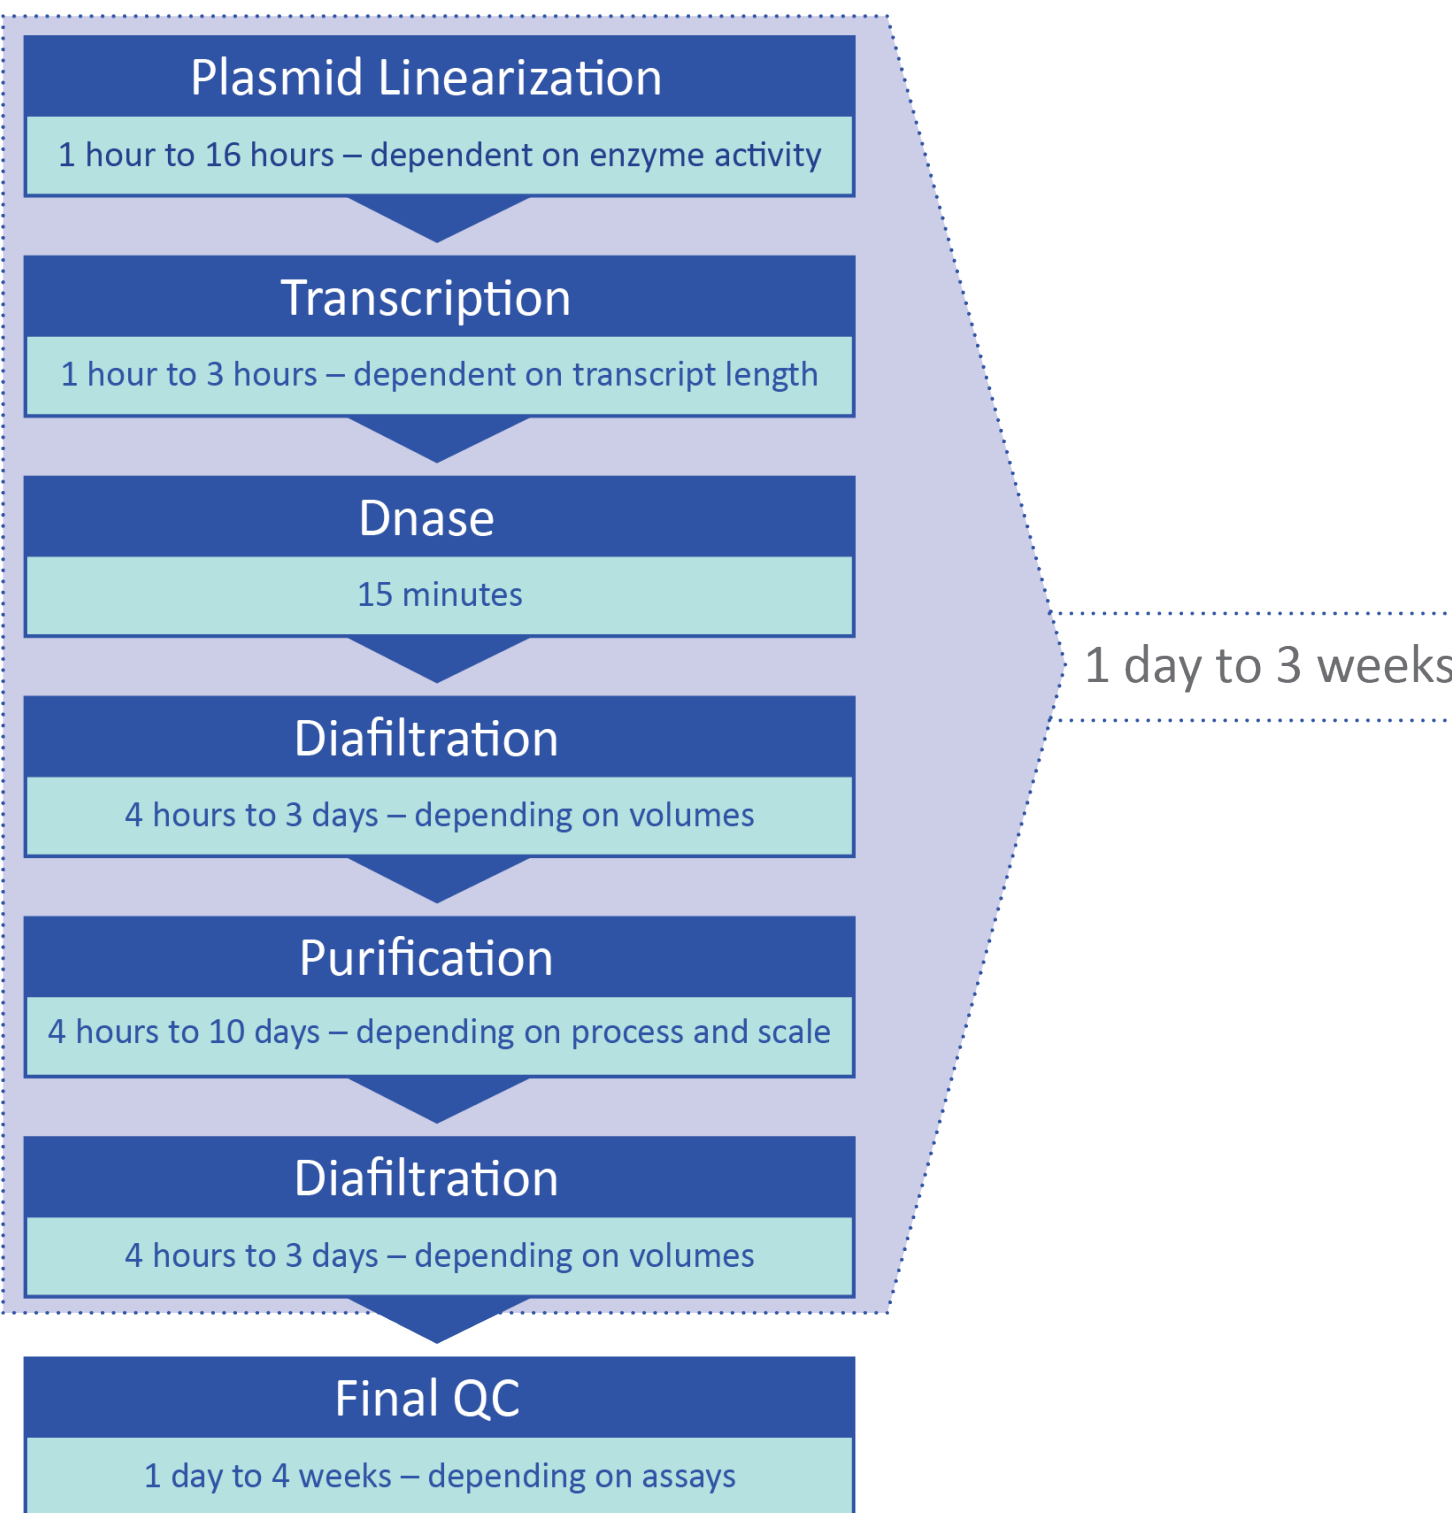 Plasmid Linearization
1 hour to 16 hours – dependent on enzyme activity
Transcription
1 hour to 3 hours – dependent on transcript length
Dnase
15 minutes
Diafiltration
4 hours to 3 days – depending on volumes
Purification
4 hours to 10 days – depending on process and scale
Diafiltration
4 hours to 3 days – depending on volumes
1 day to 3 weeks
Final QC
1 day to 4 weeks – depending on assays